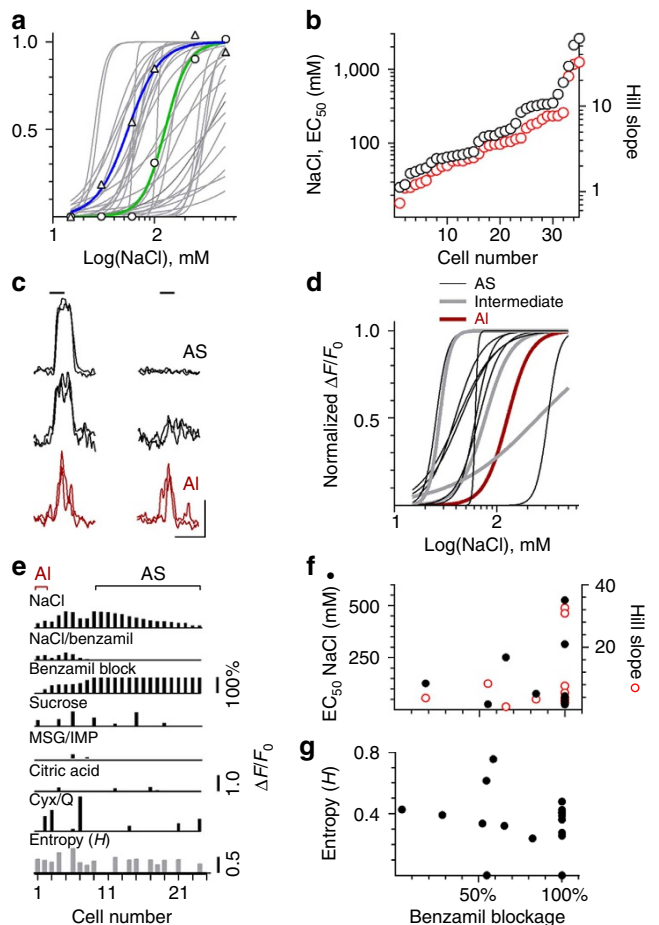 a
1.0
0.5
1
2
Log(NaCl), mM
b
NaCl, EC50 (mM)
1,000
100
10
1
Hill slope
0
10
20
30
Cell number
c
AS
AI
d
AS
Intermediate
AI
Normalized ΔF/F0
1.0
0.5
1
2
Log(NaCl), mM
e
AI
AS
NaCl
NaCl/benzamil
Benzamil block
100%
Sucrose
MSG/IMP
Citric acid
1.0
ΔF/F0
Cyx/Q
Entropy (H)
0.5
1
11
21
Cell number
f
EC50 NaCl (mM)
500
250
40
20
0
Hill slope
g
Entropy (H)
0.8
0.4
50%
100%
Benzamil blockage